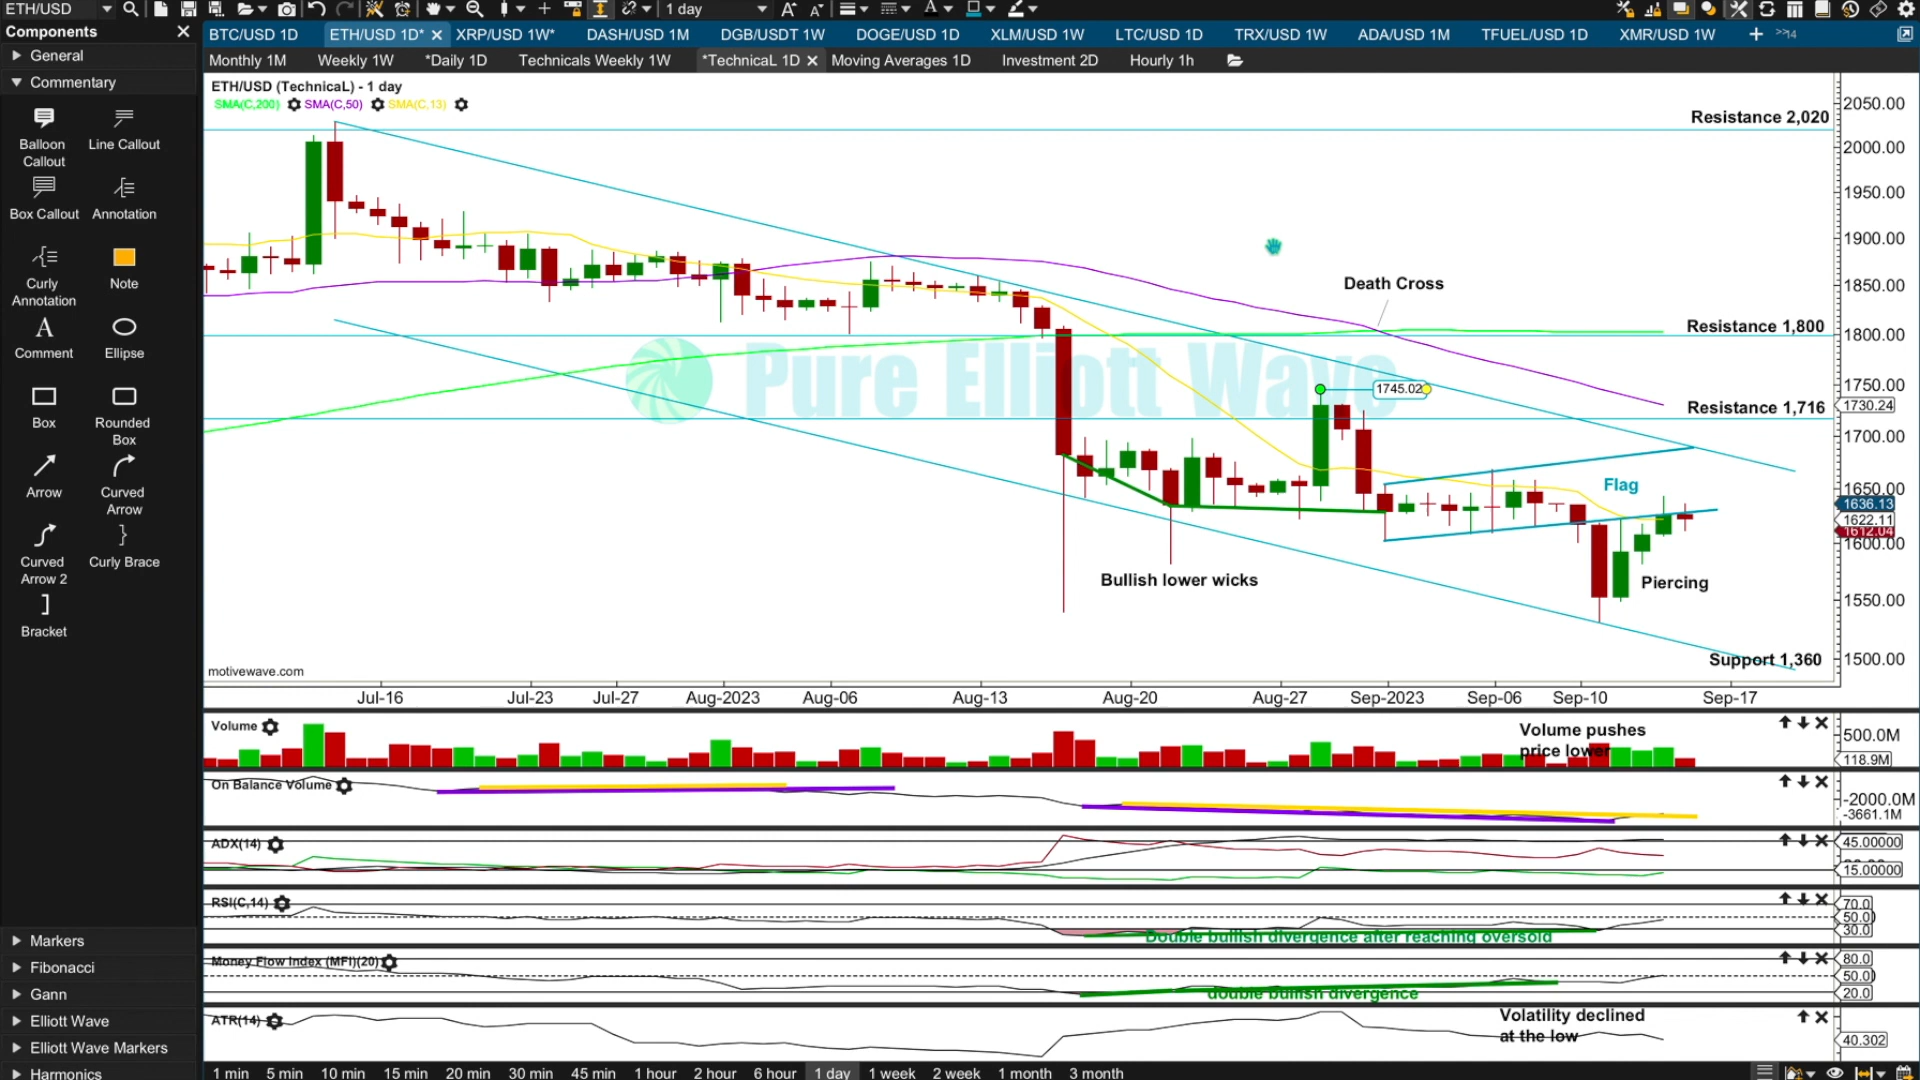 ETH/USD
1 day
A A
A
Components
BTC/USD 1D ETH/USD 1D* XRP/USD 1W* DASH/USD 1M DGB/USDT 1W DOGE/USD 1D XLM/USD 1W LTC/USD 1D TRX/USD 1W ADA/USD 1M TFUEL/USD 1D XMR/USD 1W >>14
General
Commentary
Monthly 1M Weekly 1W *Daily 1D Technicals Weekly 1W *TechnicaL 1D Moving Averages 1D Investment 2D Hourly 1h
Balloon Callout
Line Callout
Box Callout
Annotation
Curly Annotation
Note
A
Comment
Ellipse
Box
Rounded Box
Arrow
Curved Arrow
Curved Arrow 2
Curly Brace
Bracket
Markers
Fibonacci
Gann
Elliott Wave
Elliott Wave Markers
Harmonics
ETH/USD (TechnicaL) - 1 day
SMA(C,200) SMA(C,50) SMA(C,13)
Pure Elliott Wave
Resistance 2,020
Death Cross
Resistance 1,800
1745.02
Resistance 1,716
Flag
Bullish lower wicks
Piercing
Support 1,360
motivewave.com
2050.00
2000.00
1950.00
1900.00
1850.00
1800.00
1750.00
1730.24
1700.00
1650.00
1636.13
1622.11
1612.04
1600.00
1550.00
1500.00
Jul-16 Jul-23 Jul-27 Aug-2023 Aug-06 Aug-13 Aug-20 Aug-27 Sep-2023 Sep-06 Sep-10 Sep-17
Volume
Volume pushes
price lower
500.0M
118.9M
On Balance Volume
-2000.0M
-3661.1M
ADX(14)
45.00000
15.00000
RSI(C,14)
Double bullish divergence after reaching oversold
70.0
50.0
30.0
Money Flow Index (MFI)(20)
double bullish divergence
80.0
50.0
20.0
ATR(14)
Volatility declined
at the low
40.302
1 min 5 min 10 min 15 min 20 min 30 min 45 min 1 hour 2 hour 6 hour 1 day 1 week 2 week 1 month 3 month